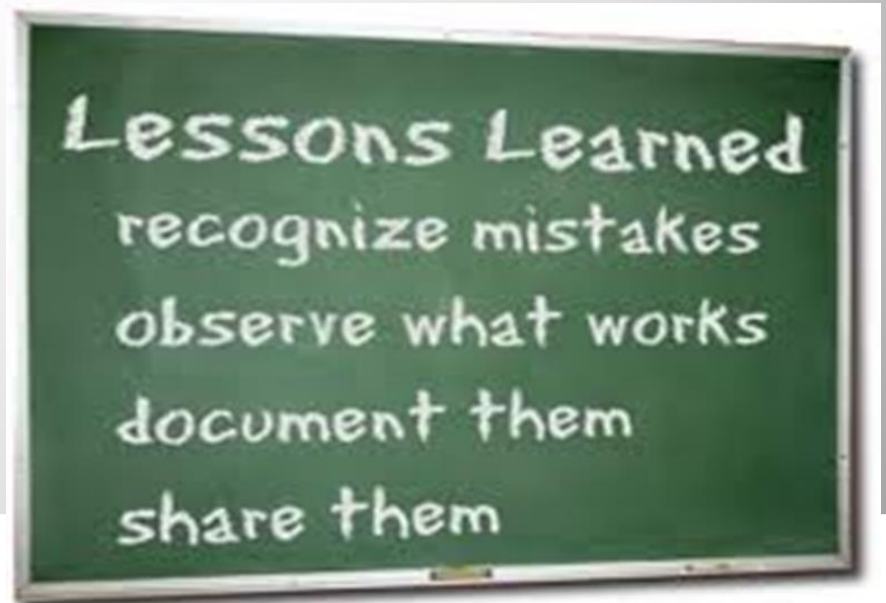 Lessons Learned
recognize mistakes
observe what works
document them
share them